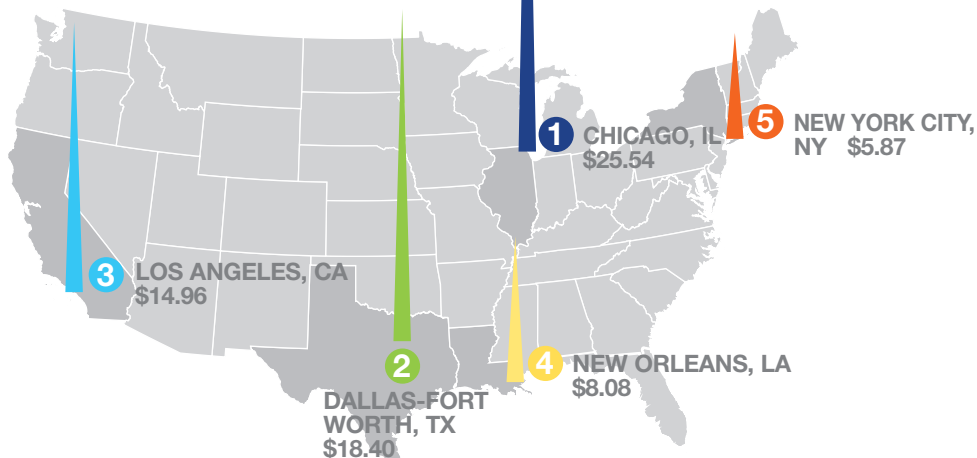 1 CHICAGO, IL
$25.54
5 NEW YORK CITY,
NY $5.87
3 LOS ANGELES, CA
$14.96
2
DALLAS-FORT
WORTH, TX
$18.40
4 NEW ORLEANS, LA
$8.08